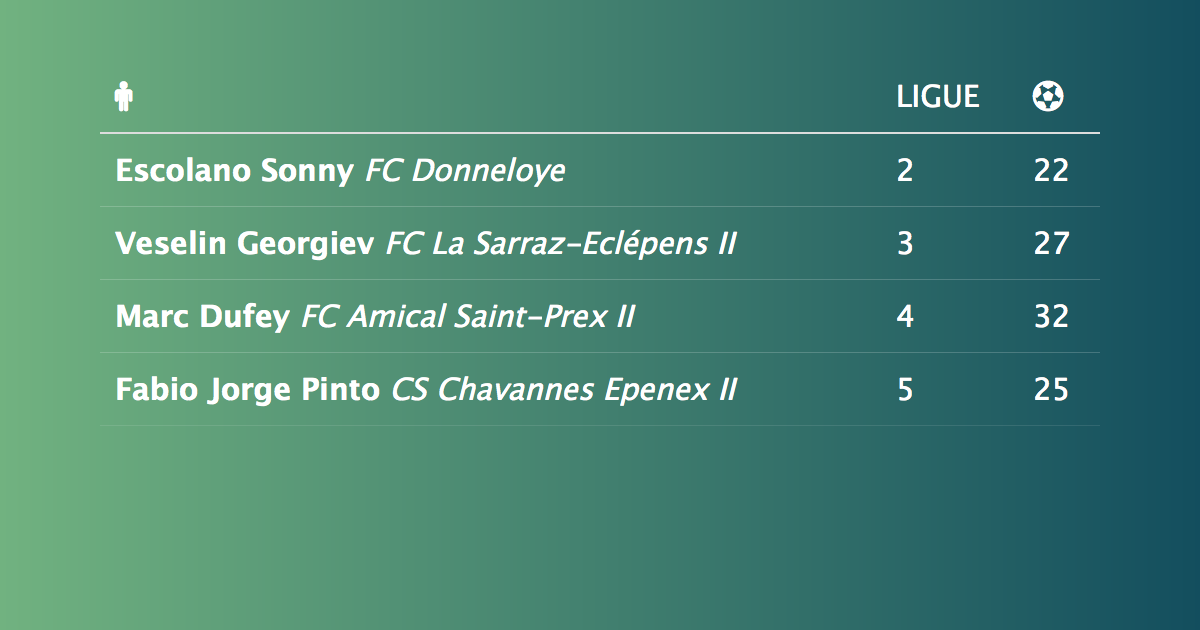 LIGUE
Escolano Sonny FC Donneloye 2 22
Veselin Georgiev FC La Sarraz-Eclépens II 3 27
Marc Dufey FC Amical Saint-Prex II 4 32
Fabio Jorge Pinto CS Chavannes Epenex II 5 25